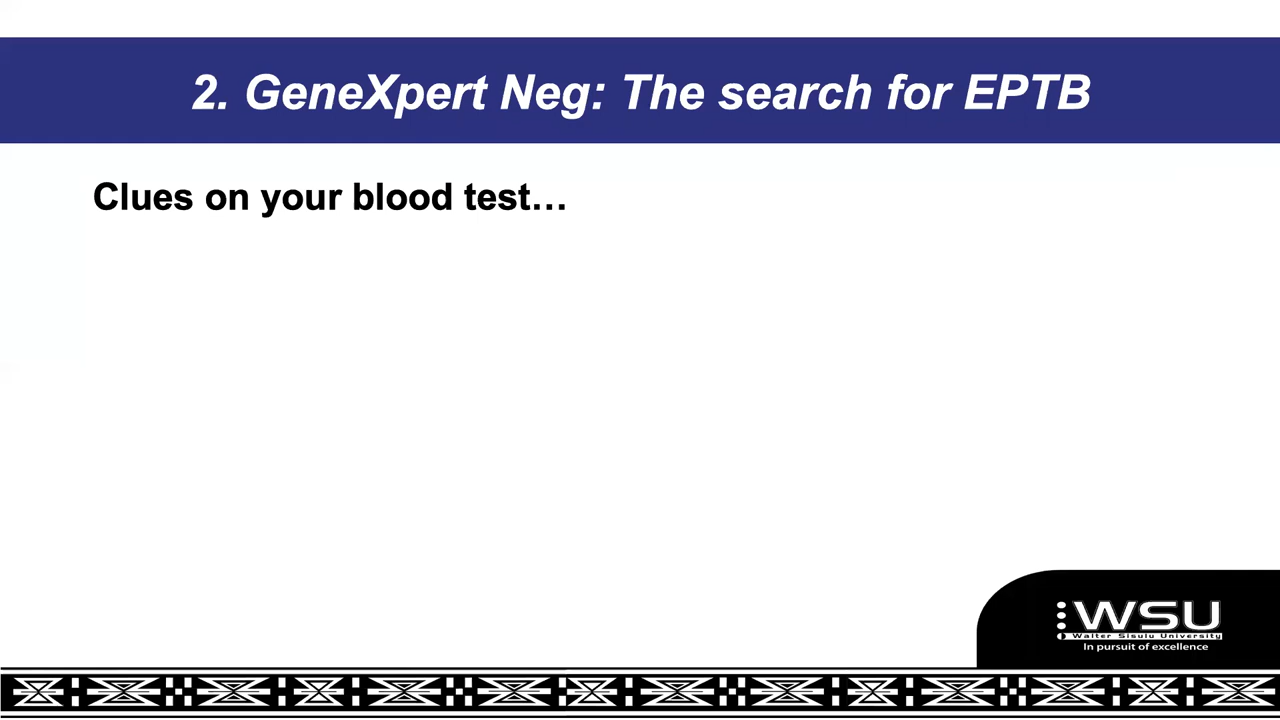 2. GeneXpert Neg: The search for EPTB
Clues on your blood test…
WSU
Walter Sisulu University
In pursuit of excellence